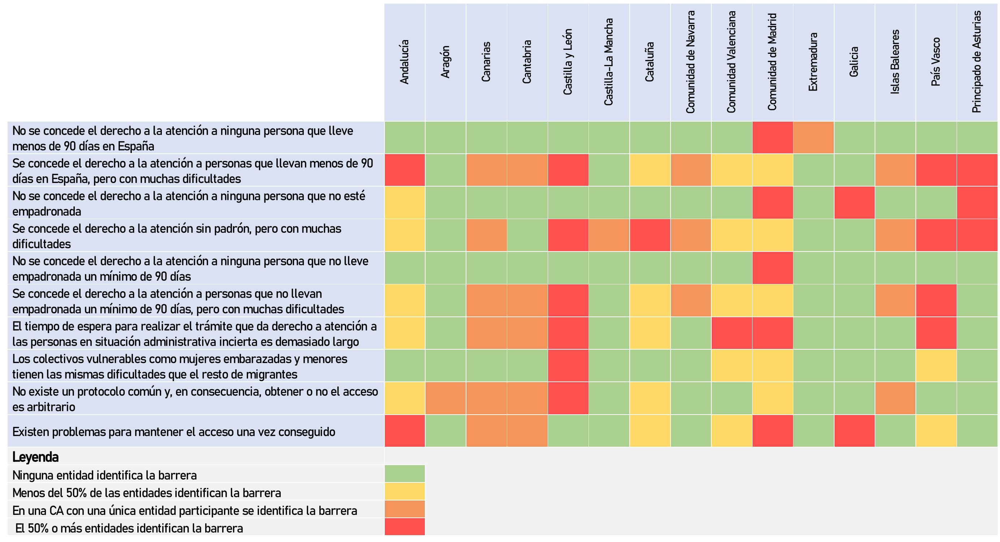 Andalucía
Aragón
Canarias
Cantabria
Castilla y León
Castilla-La Mancha
Cataluña
Comunidad de Navarra
Comunidad Valenciana
Comunidad de Madrid
Extremadura
Galicia
Islas Baleares
País Vasco
Principado de Asturias
No se concede el derecho a la atención a ninguna persona que lleve
menos de 90 días en España
Se concede el derecho a la atención a personas que llevan menos de 90
días en España, pero con muchas dificultades
No se concede el derecho a la atención a ninguna persona que no esté
empadronada
Se concede el derecho a la atención sin padrón, pero con muchas
dificultades
No se concede el derecho a la atención a ninguna persona que no lleve
empadronada un mínimo de 90 días
Se concede el derecho a la atención a personas que no llevan
empadronada un mínimo de 90 días, pero con muchas dificultades
El tiempo de espera para realizar el trámite que da derecho a atención a
las personas en situación administrativa incierta es demasiado largo
Los colectivos vulnerables como mujeres embarazadas y menores
tienen las mismas dificultades que el resto de migrantes
No existe un protocolo común y, en consecuencia, obtener o no el acceso
es arbitrario
Existen problemas para mantener el acceso una vez conseguido
Leyenda
Ninguna entidad identifica la barrera
Menos del 50% de las entidades identifican la barrera
En una CA con una única entidad participante se identifica la barrera
El 50% o más entidades identifican la barrera